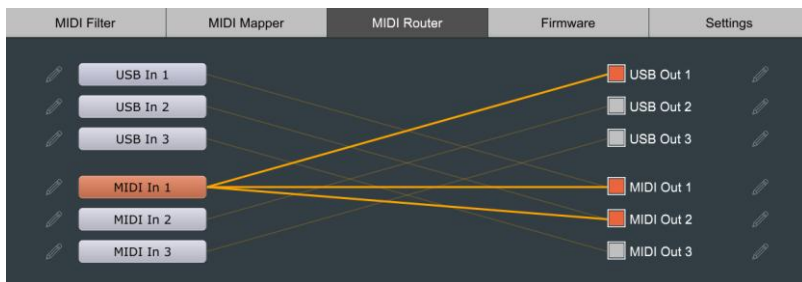 MIDI Filter MIDI Mapper MIDI Router Firmware Settings
USB In 1 USB Out 1
USB In 2 USB Out 2
USB In 3 USB Out 3
MIDI In 1 MIDI Out 1
MIDI In 2 MIDI Out 2
MIDI In 3 MIDI Out 3